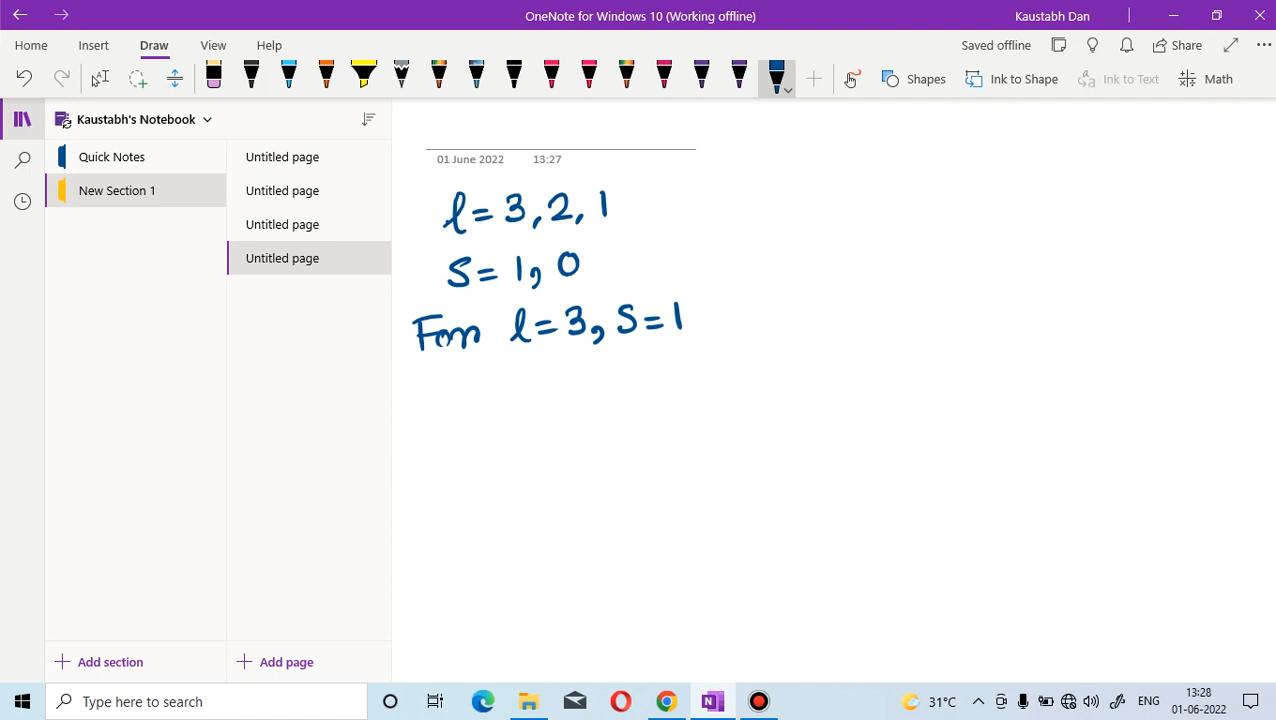 OneNote for Windows 10 (Working offline)
Kaustabh Dan
Home Insert Draw View Help
Saved offline
Share
Shapes
Ink to Shape
Ink to Text
Math
Kaustabh's Notebook
Quick Notes
New Section 1
Untitled page
Untitled page
Untitled page
Untitled page
01 June 2022 13:27
l = 3, 2, 1
S = 1, 0
For l = 3, S = 1
Add section
Add page
Type here to search
31°C
ENG
13:28
01-06-2022